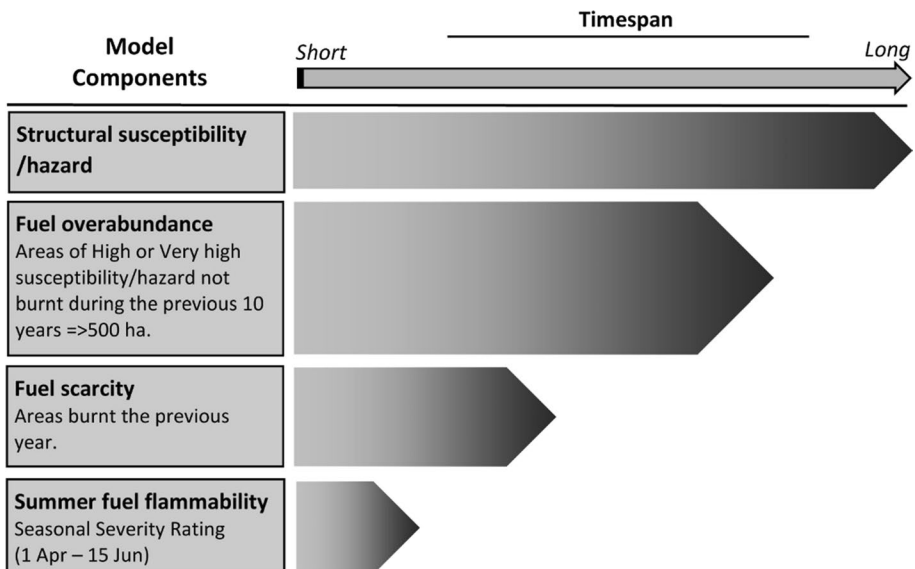 Timespan
Model
Components
Short
Long
Structural susceptibility
/hazard
Fuel overabundance
Areas of High or Very high
susceptibility/hazard not
burnt during the previous 10
years =>500 ha.
Fuel scarcity
Areas burnt the previous
year.
Summer fuel flammability
Seasonal Severity Rating
(1 Apr – 15 Jun)